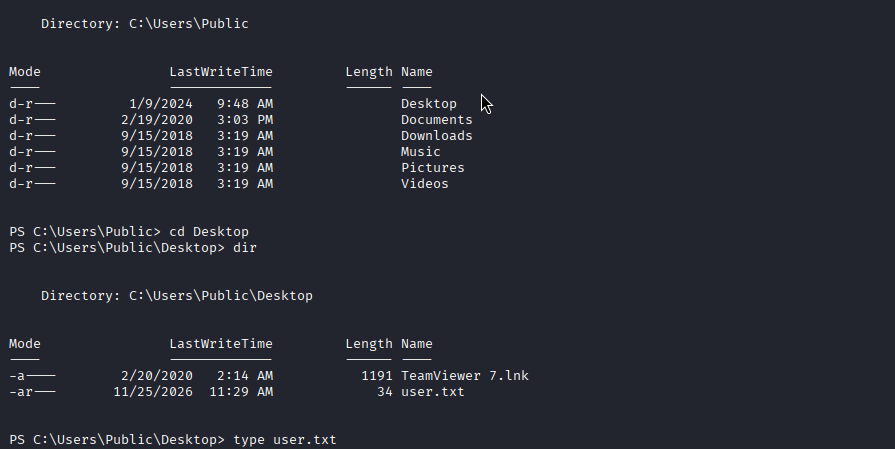 Directory: C:\Users\Public
Mode LastWriteTime Length Name
---- ------------- ------ ----
d-r--- 1/9/2024 9:48 AM Desktop
d-r--- 2/19/2020 3:03 PM Documents
d-r--- 9/15/2018 3:19 AM Downloads
d-r--- 9/15/2018 3:19 AM Music
d-r--- 9/15/2018 3:19 AM Pictures
d-r--- 9/15/2018 3:19 AM Videos
PS C:\Users\Public> cd Desktop
PS C:\Users\Public\Desktop> dir
Directory: C:\Users\Public\Desktop
Mode LastWriteTime Length Name
---- ------------- ------ ----
-a---- 2/20/2020 2:14 AM 1191 TeamViewer 7.lnk
-ar--- 11/25/2026 11:29 AM 34 user.txt
PS C:\Users\Public\Desktop> type user.txt